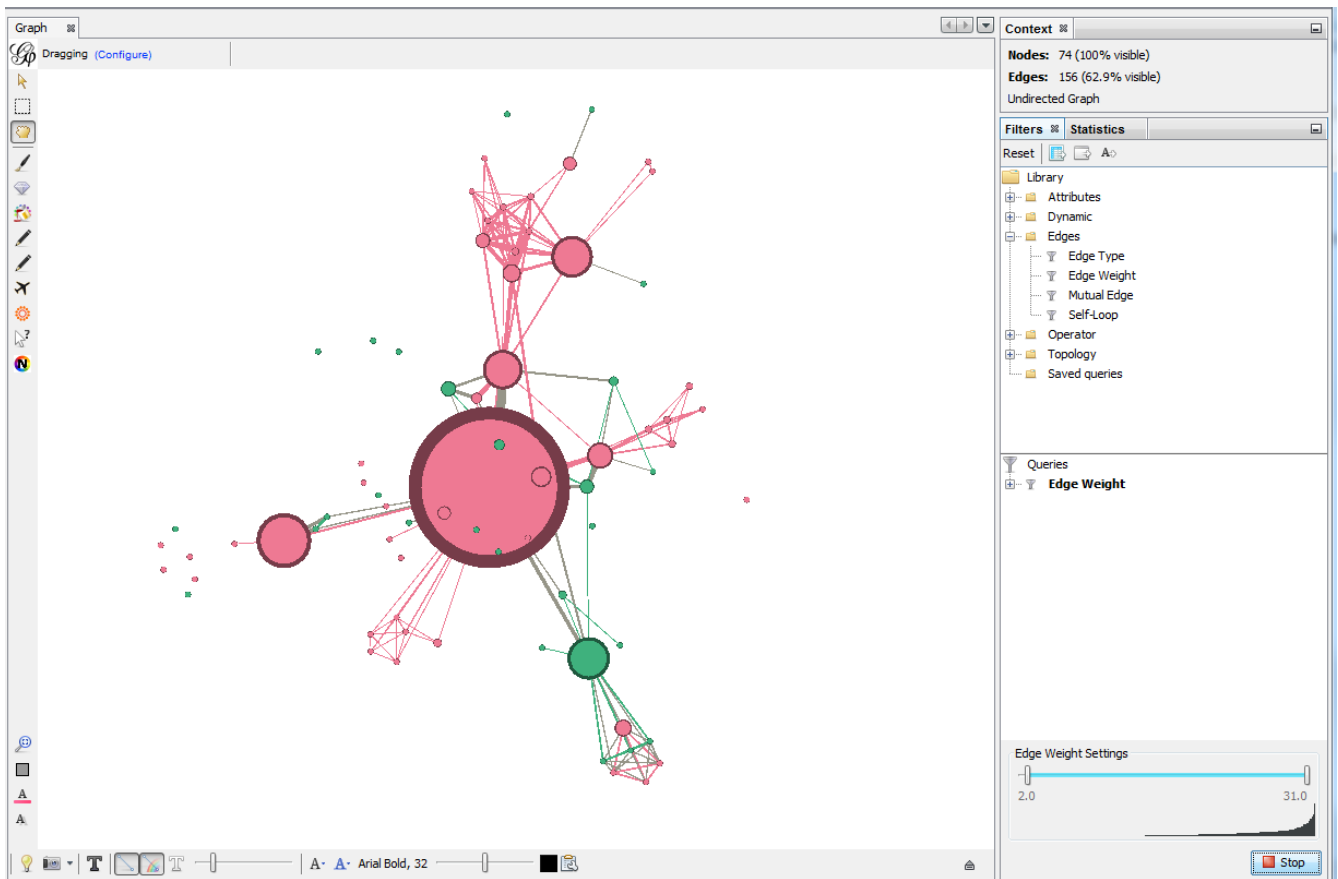 Graph
Dragging (Configure)
Context
Nodes: 74 (100% visible)
Edges: 156 (62.9% visible)
Undirected Graph
Filters Statistics
Reset
Library
Attributes
Dynamic
Edges
Edge Type
Edge Weight
Mutual Edge
Self-Loop
Operator
Topology
Saved queries
Queries
Edge Weight
Edge Weight Settings
2.0 31.0
T T A A Arial Bold, 32
Stop